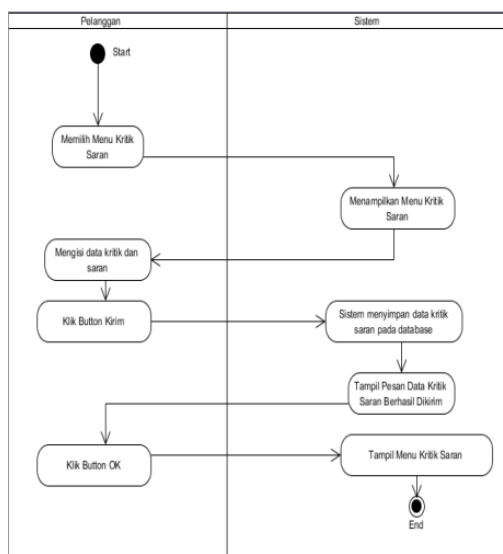 Pelanggan
Sistem
Start
Memilih Menu Kritik
Saran
Menampilkan Menu Kritik
Saran
Mengisi data kritik dan
saran
Klik Button Kirim
Sistem menyimpan data kritik
saran pada database
Tampil Pesan Data Kritik
Saran Berhasil Dikirim
Klik Button OK
Tampil Menu Kritik Saran
End